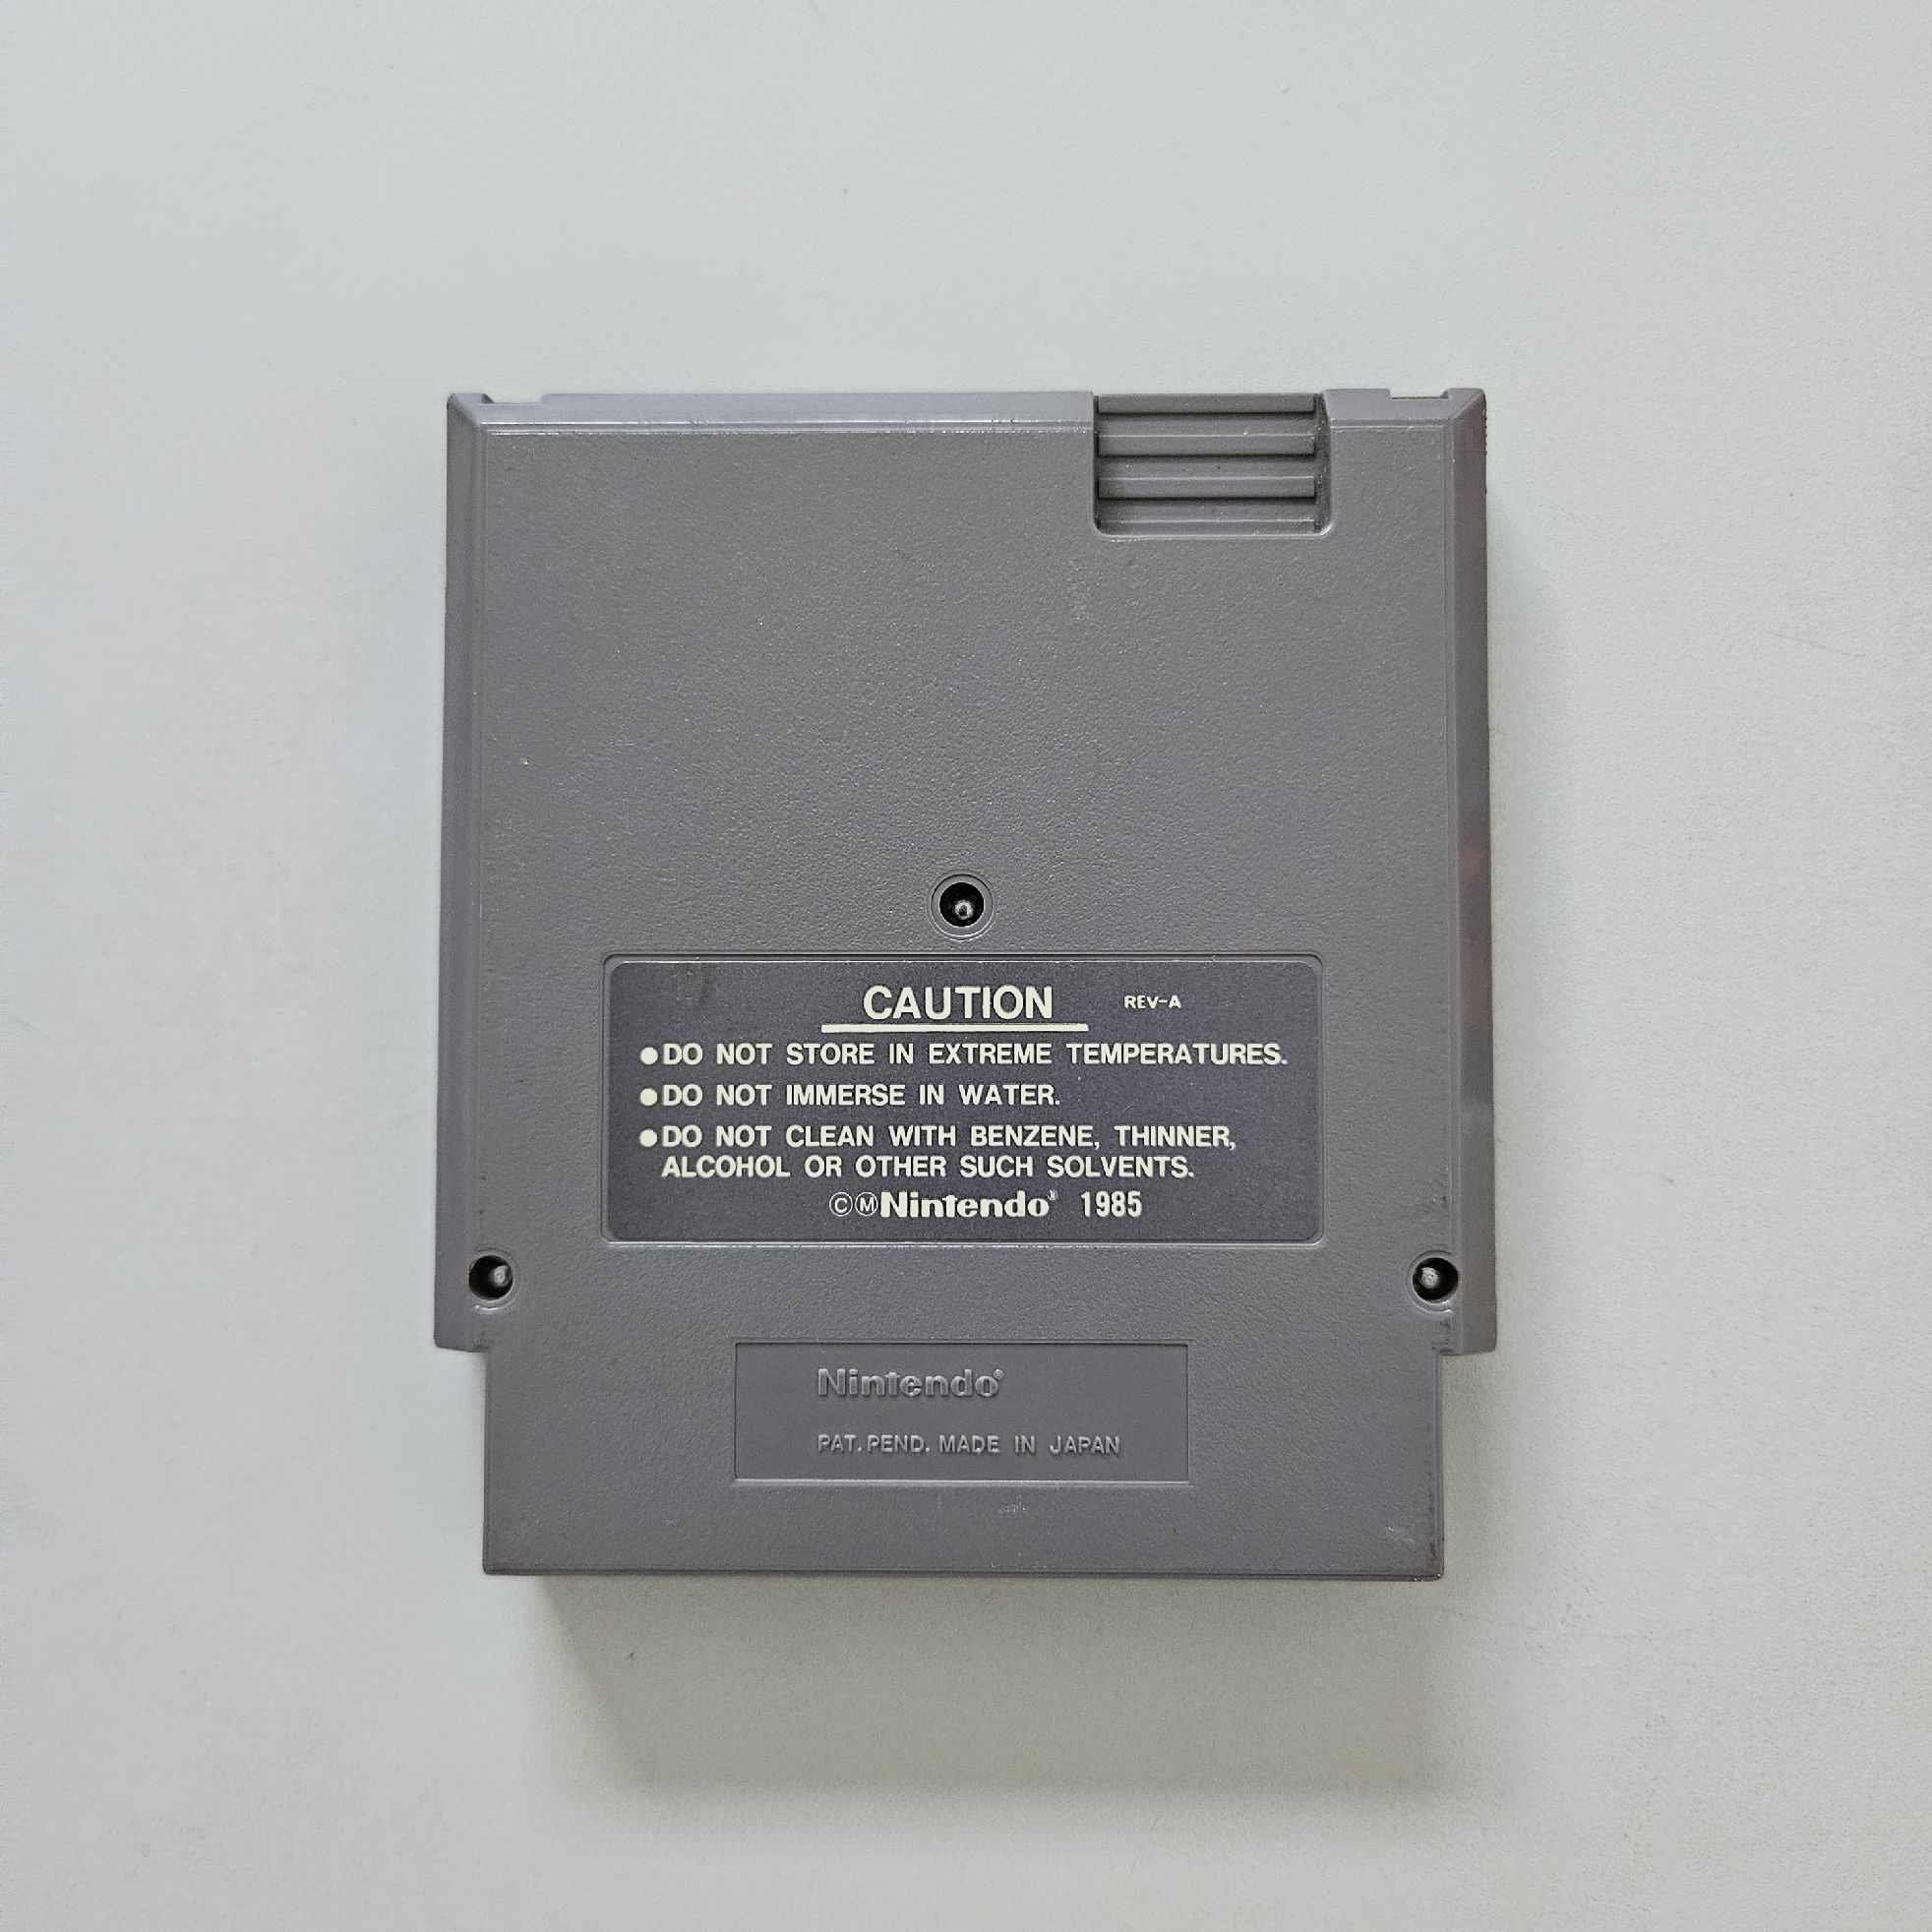 CAUTION REV-A
●DO NOT STORE IN EXTREME TEMPERATURES.
●DO NOT IMMERSE IN WATER.
●DO NOT CLEAN WITH BENZENE, THINNER,
ALCOHOL OR OTHER SUCH SOLVENTS.
©ⓂNintendo® 1985
Nintendo®
PAT. PEND. MADE IN JAPAN